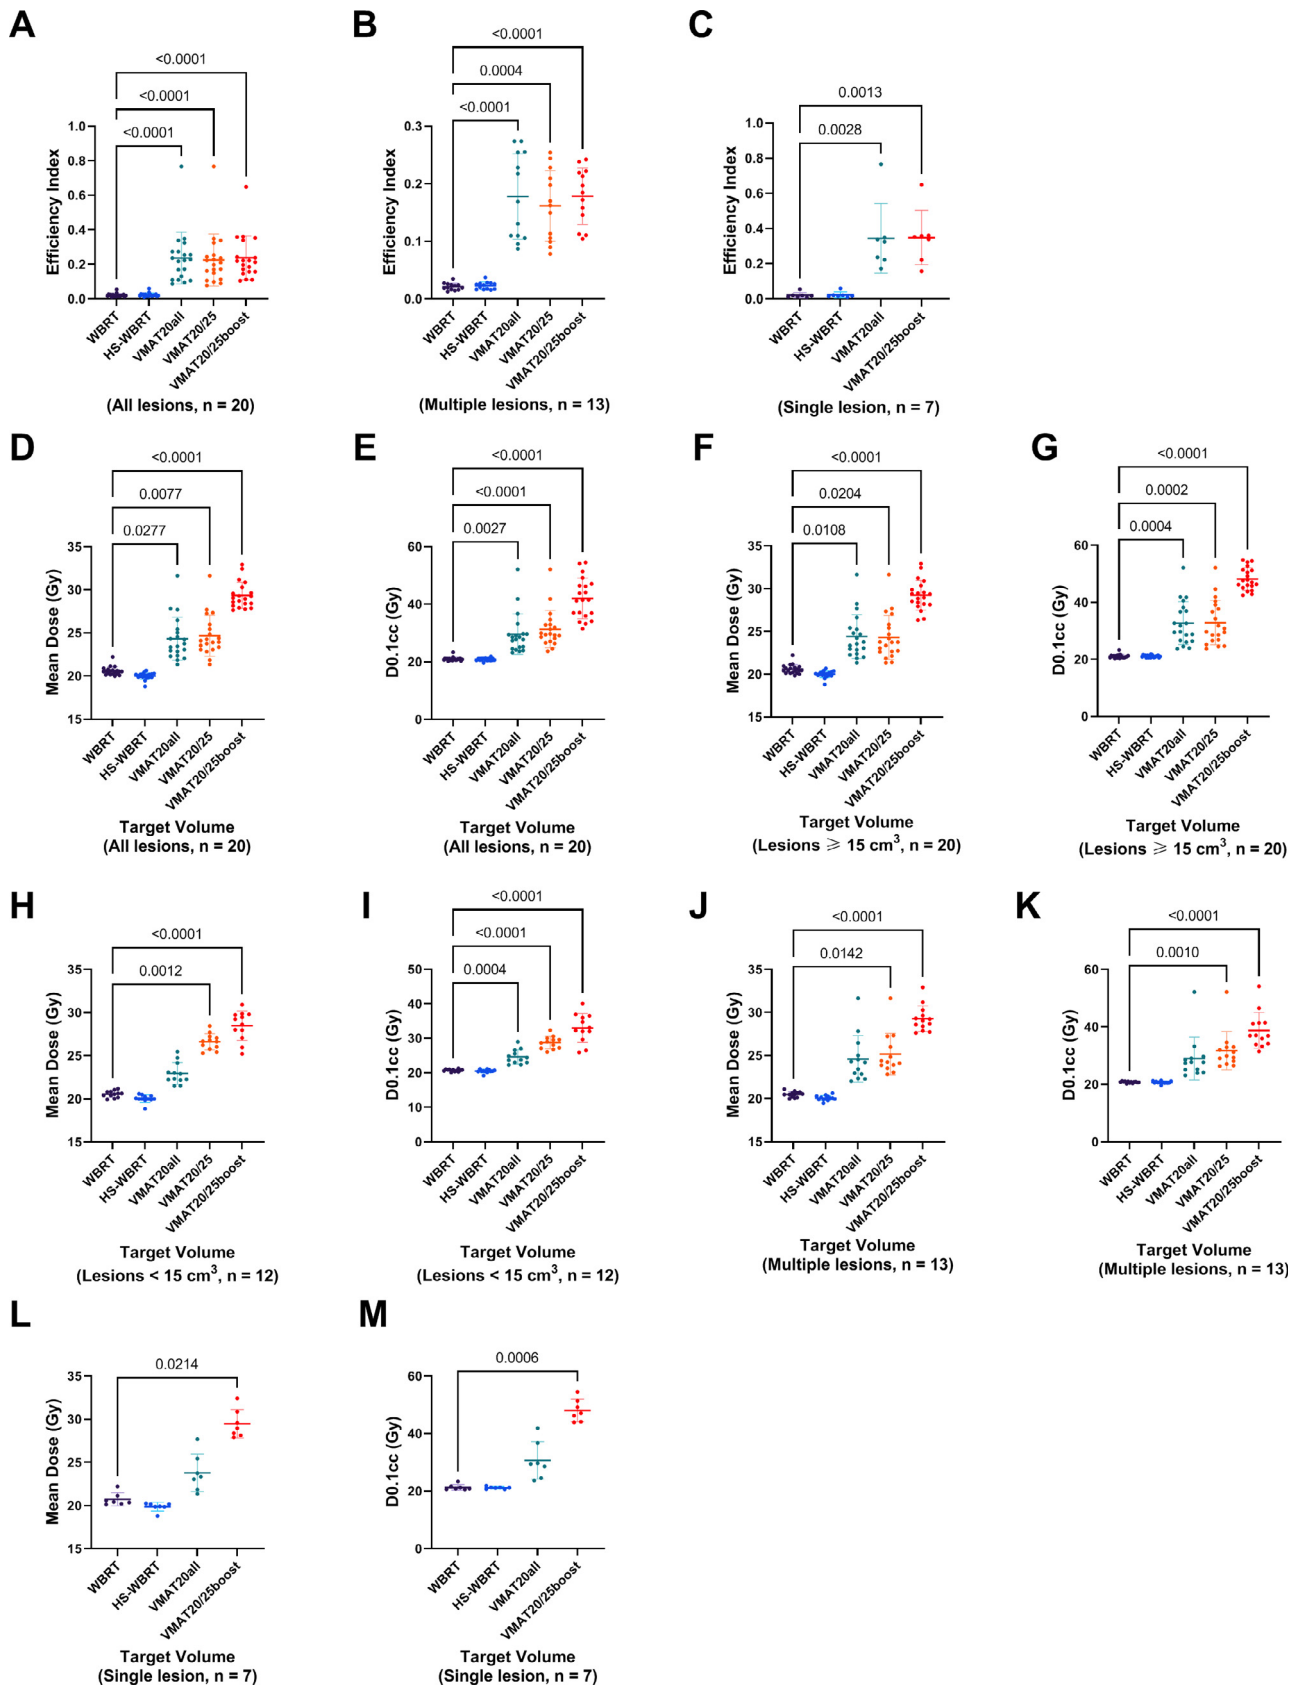 A
<0.0001
<0.0001
<0.0001
Efficiency Index
1.0
0.8
0.6
0.4
0.2
0.0
WBRT
HS-WBRT
VMAT20all
VMAT20/25
VMAT20/25boost
(All lesions, n = 20)
B
<0.0001
0.0004
<0.0001
Efficiency Index
0.3
0.2
0.1
0.0
WBRT
HS-WBRT
VMAT20all
VMAT20/25
VMAT20/25boost
(Multiple lesions, n = 13)
C
0.0013
0.0028
Efficiency Index
1.0
0.8
0.6
0.4
0.2
0.0
WBRT
HS-WBRT
VMAT20all
VMAT20/25boost
(Single lesion, n = 7)
D
<0.0001
0.0077
0.0277
Mean Dose (Gy)
35
30
25
20
15
WBRT
HS-WBRT
VMAT20all
VMAT20/25
VMAT20/25boost
Target Volume
(All lesions, n = 20)
E
<0.0001
<0.0001
0.0027
D0.1cc (Gy)
60
40
20
0
WBRT
HS-WBRT
VMAT20all
VMAT20/25
VMAT20/25boost
Target Volume
(All lesions, n = 20)
F
<0.0001
0.0204
0.0108
Mean Dose (Gy)
35
30
25
20
15
WBRT
HS-WBRT
VMAT20all
VMAT20/25
VMAT20/25boost
Target Volume
(Lesions ⩾ 15 cm³, n = 20)
G
<0.0001
0.0002
0.0004
D0.1cc (Gy)
60
40
20
0
WBRT
HS-WBRT
VMAT20all
VMAT20/25
VMAT20/25boost
Target Volume
(Lesions ⩾ 15 cm³, n = 20)
H
<0.0001
0.0012
Mean Dose (Gy)
35
30
25
20
15
WBRT
HS-WBRT
VMAT20all
VMAT20/25
VMAT20/25boost
Target Volume
(Lesions < 15 cm³, n = 12)
I
<0.0001
<0.0001
0.0004
D0.1cc (Gy)
50
40
30
20
10
0
WBRT
HS-WBRT
VMAT20all
VMAT20/25
VMAT20/25boost
Target Volume
(Lesions < 15 cm³, n = 12)
J
<0.0001
0.0142
Mean Dose (Gy)
35
30
25
20
15
WBRT
HS-WBRT
VMAT20all
VMAT20/25
VMAT20/25boost
Target Volume
(Multiple lesions, n = 13)
K
<0.0001
0.0010
D0.1cc (Gy)
60
40
20
0
WBRT
HS-WBRT
VMAT20all
VMAT20/25
VMAT20/25boost
Target Volume
(Multiple lesions, n = 13)
L
0.0214
Mean Dose (Gy)
35
30
25
20
15
WBRT
HS-WBRT
VMAT20all
VMAT20/25boost
Target Volume
(Single lesion, n = 7)
M
0.0006
D0.1cc (Gy)
60
40
20
0
WBRT
HS-WBRT
VMAT20all
VMAT20/25boost
Target Volume
(Single lesion, n = 7)